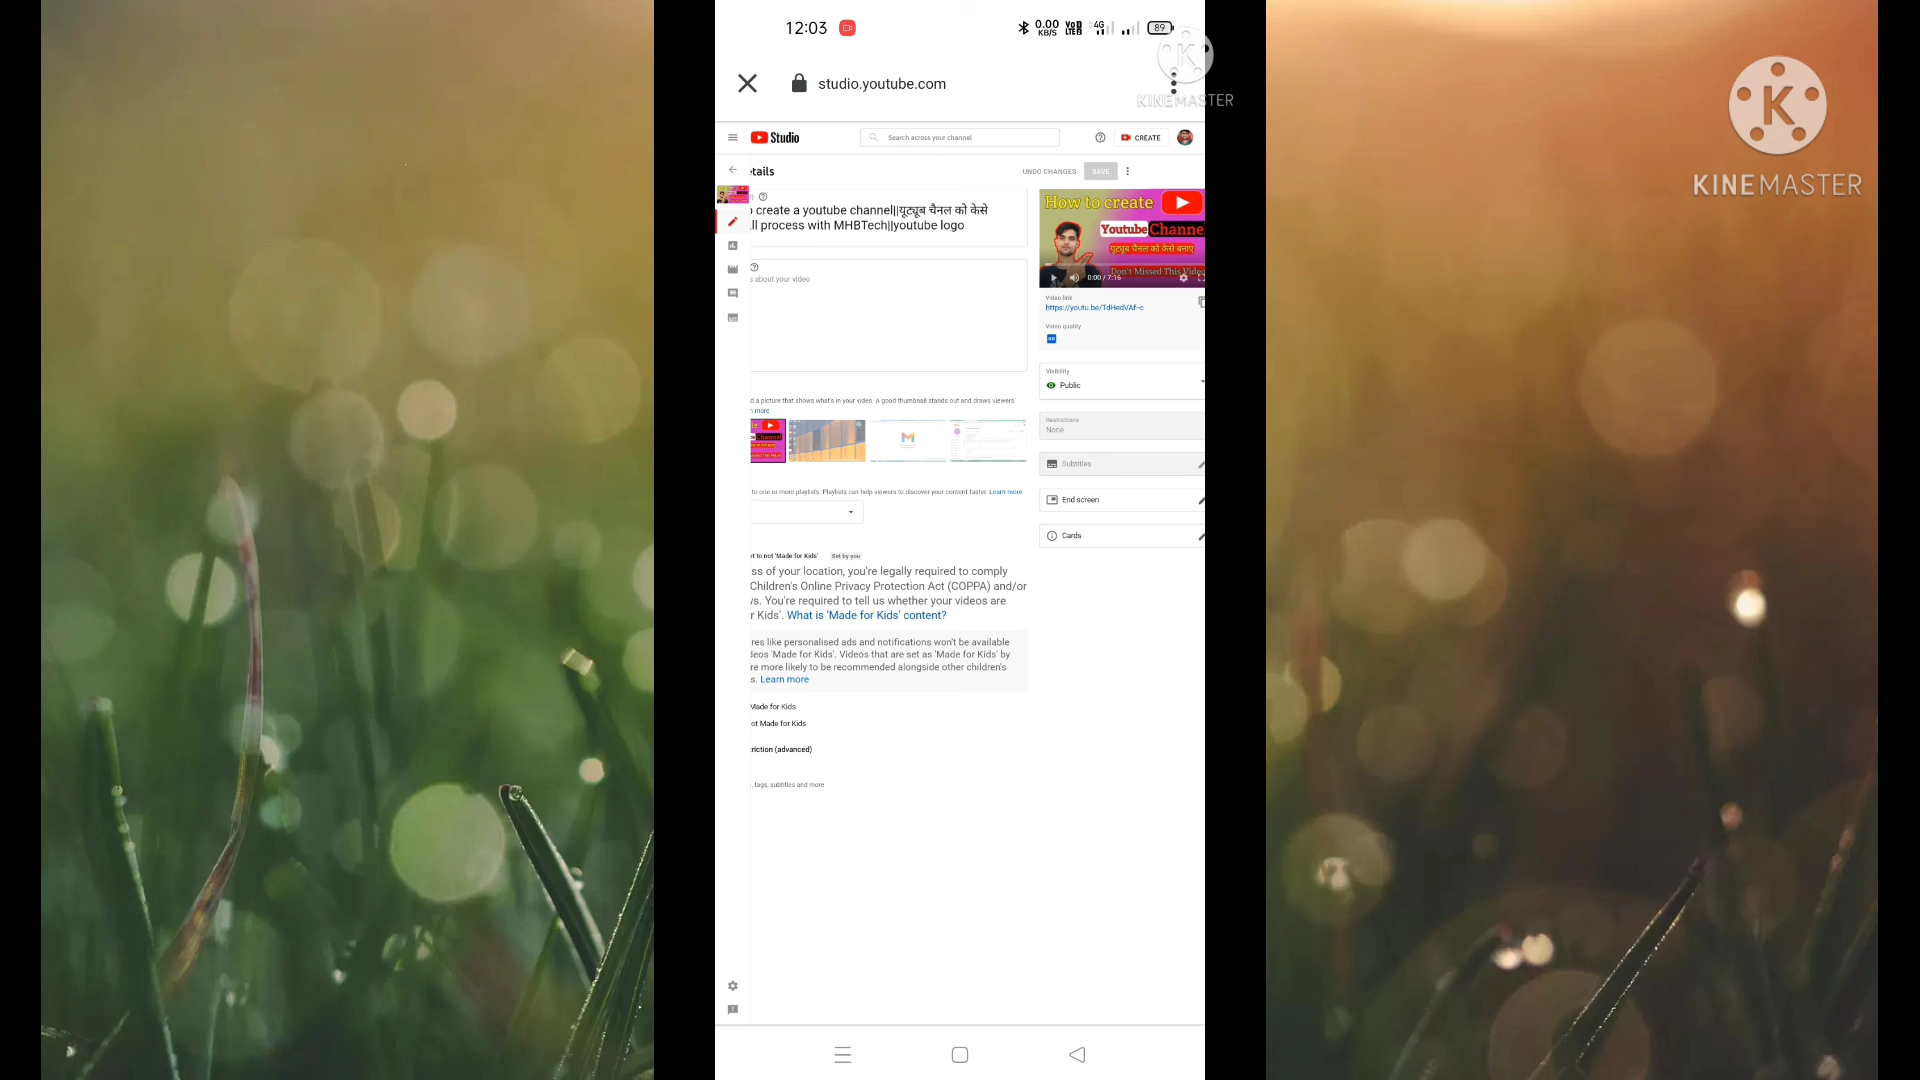 12:03
0.00
KB/S
4G
89
studio.youtube.com
KINEMASTER
KINEMASTER
Studio
Search across your channel
CREATE
etails
UNDO CHANGES
SAVE
create a youtube channel||यूट्यूब चैनल को केसे
process with MHBTech||youtube logo
How to create
Youtube Channe
यूट्यूब चैनल को केसे बनाएं
Don't Missed This Video
0:00 / 7:16
about your video
Video link
https://youtu.be/TdHedVAf-c
Video quality
Visibility
Public
a picture that shows what's in your video. A good thumbnail stands out and draws viewers'
more
Restrictions
None
Subtitles
to one or more playlists. Playlists can help viewers to discover your content faster. Learn more
End screen
Cards
to not 'Made for Kids'
Set by you
ss of your location, you're legally required to comply
Children's Online Privacy Protection Act (COPPA) and/or
ws. You're required to tell us whether your videos are
r Kids'. What is 'Made for Kids' content?
res like personalised ads and notifications won't be available
deos 'Made for Kids'. Videos that are set as 'Made for Kids' by
re more likely to be recommended alongside other children's
s. Learn more
Made for Kids
ot Made for Kids
riction (advanced)
, tags, subtitles and more